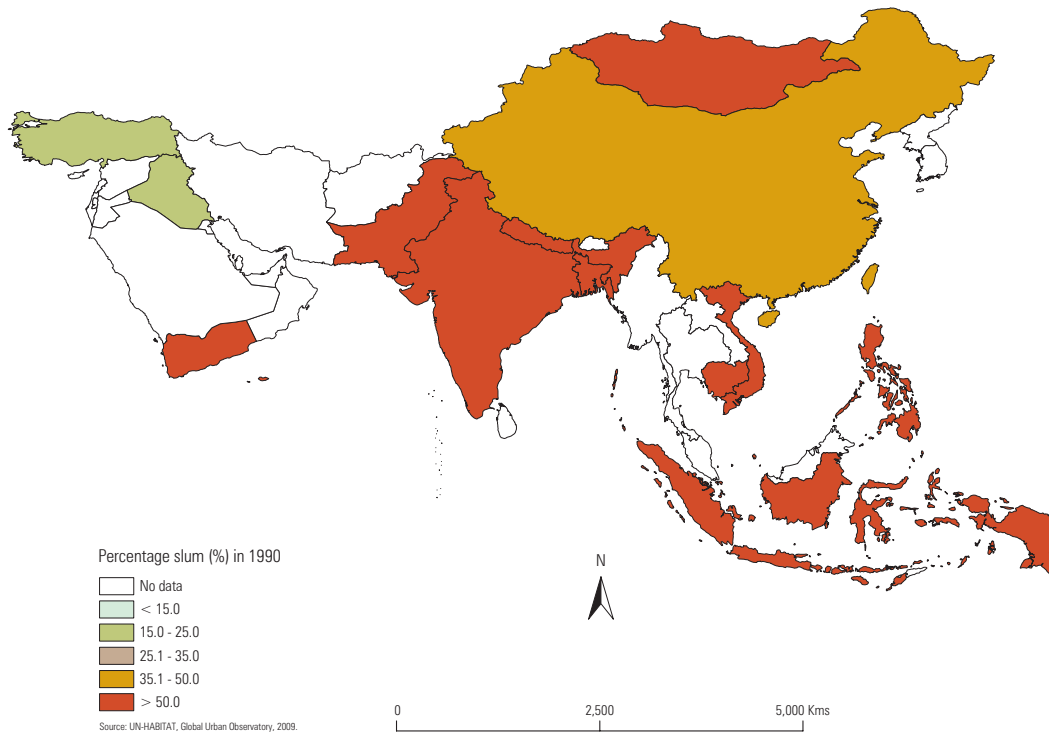 Percentage slum (%) in 1990
No data
< 15.0
15.0 - 25.0
25.1 - 35.0
35.1 - 50.0
> 50.0
Source: UN-HABITAT, Global Urban Observatory, 2009.
N
0 2,500 5,000 Kms